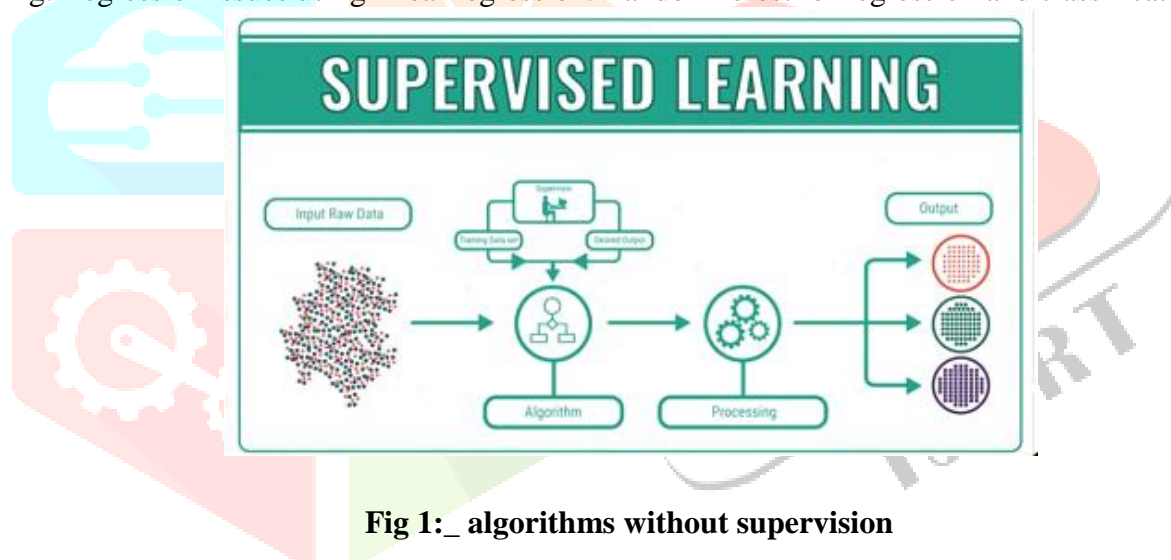 SUPERVISED LEARNING
Supervisor
Input Raw Data
Output
Training Data set
Desired Output
Algorithm
Processing
Fig 1:_ algorithms without supervision